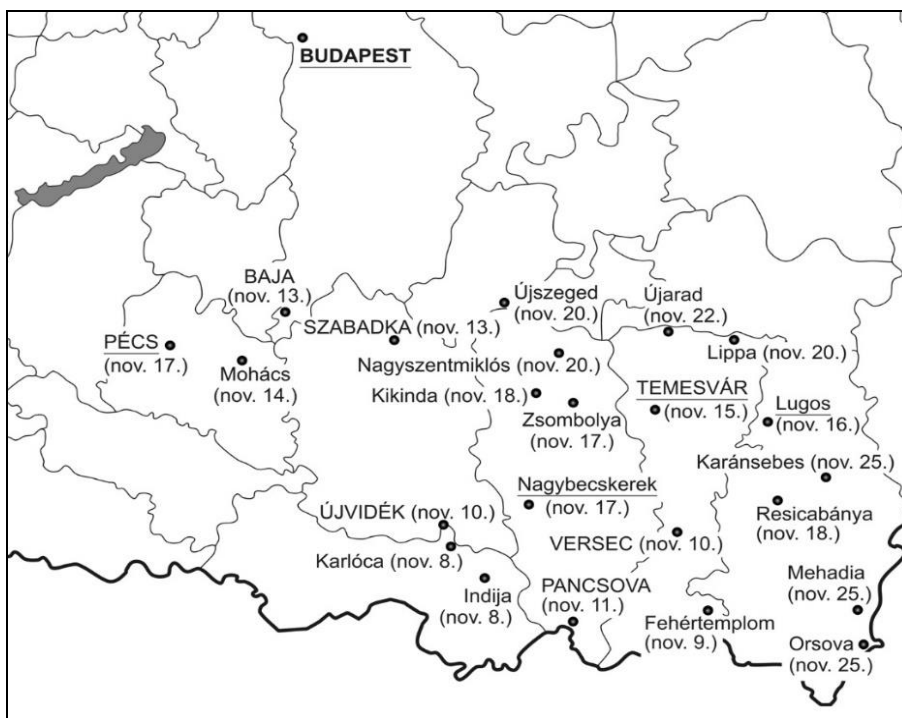 BUDAPEST
BAJA
(nov. 13.)
Újszeged
(nov. 20.)
Újarad
(nov. 22.)
SZABADKA (nov. 13.)
PÉCS
(nov. 17.)
Mohács
(nov. 14.)
Nagyszentmiklós
(nov. 20.)
Lippa (nov. 20.)
Kikinda (nov. 18.)
Zsombolya
(nov. 17.)
TEMESVÁR
(nov. 15.)
Lugos
(nov. 16.)
Karánsebes (nov. 25.)
Nagybecskerek
(nov. 17.)
Resicabánya
(nov. 18.)
ÚJVIDÉK (nov. 10.)
VERSEC (nov. 10.)
Karlóca (nov. 8.)
Indija
(nov. 8.)
PANCSOVA
(nov. 11.)
Mehadia
(nov. 25.)
Fehértemplom
(nov. 9.)
Orsova
(nov. 25.)